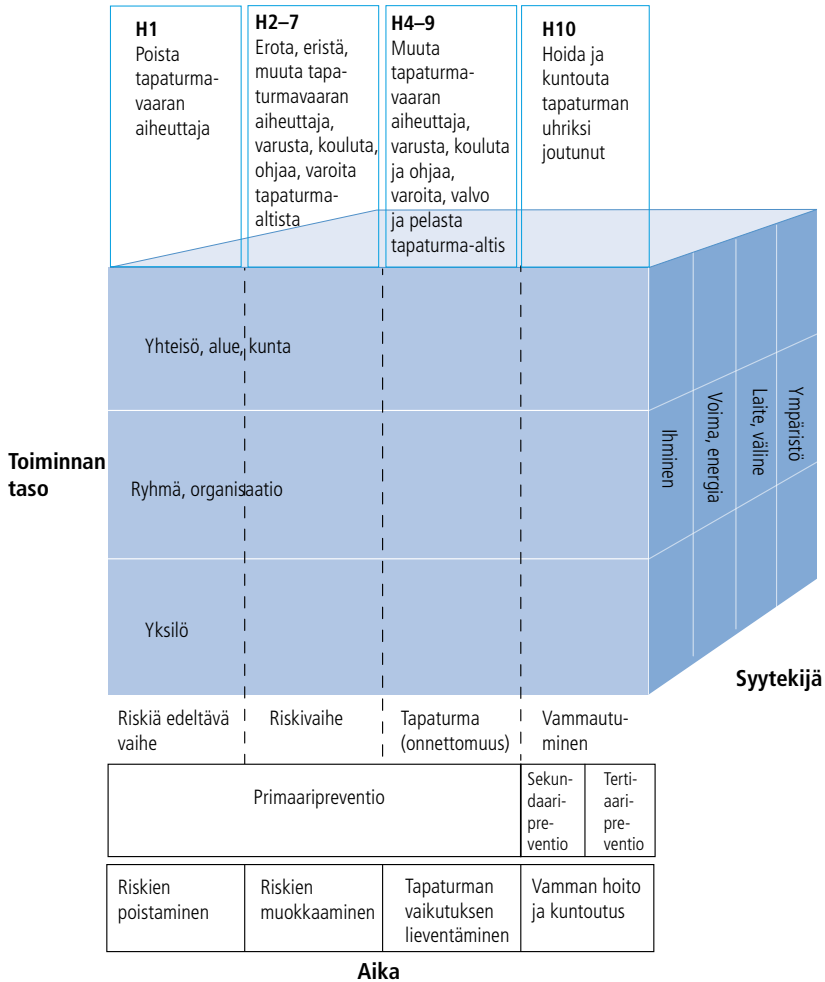 H1
Poista
tapaturma-
vaaran
aiheuttaja
H2–7
Erota, eristä,
muuta tapa-
turmavaaran
aiheuttaja,
varusta, kouluta,
ohjaa, varoita
tapaturma-
altista
H4–9
Muuta
tapaturma-
vaaran
aiheuttaja,
varusta, kouluta
ja ohjaa,
varoita, valvo
ja pelasta
tapaturma-altis
H10
Hoida ja
kuntouta
tapaturman
uhriksi
joutunut
Toiminnan
taso
Yhteisö, alue, kunta
Ryhmä, organisaatio
Yksilö
Ihminen
Voima, energia
Laite, väline
Ympäristö
Syytekijä
Riskiä edeltävä
vaihe
Riskivaihe
Tapaturma
(onnettomuus)
Vammautu-
minen
Primaaripreventio
Sekun-
daari-
pre-
ventio
Terti-
aari-
pre-
ventio
Riskien
poistaminen
Riskien
muokkaaminen
Tapaturman
vaikutuksen
lieventäminen
Vamman hoito
ja kuntoutus
Aika